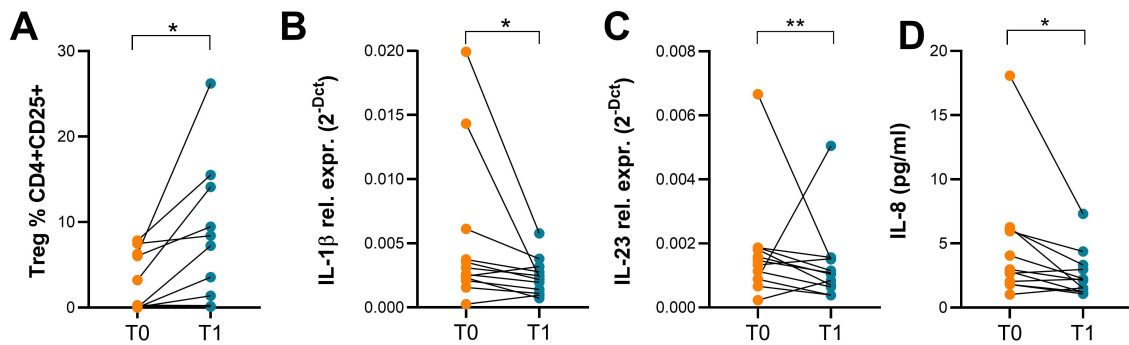 A
*
Treg % CD4+CD25+
30
20
10
0
T0
T1
B
*
IL-1β rel. expr. (2-Dct)
0.020
0.015
0.010
0.005
0.000
T0
T1
C
**
IL-23 rel. expr. (2-Dct)
0.008
0.006
0.004
0.002
0.000
T0
T1
D
*
IL-8 (pg/ml)
20
15
10
5
0
T0
T1